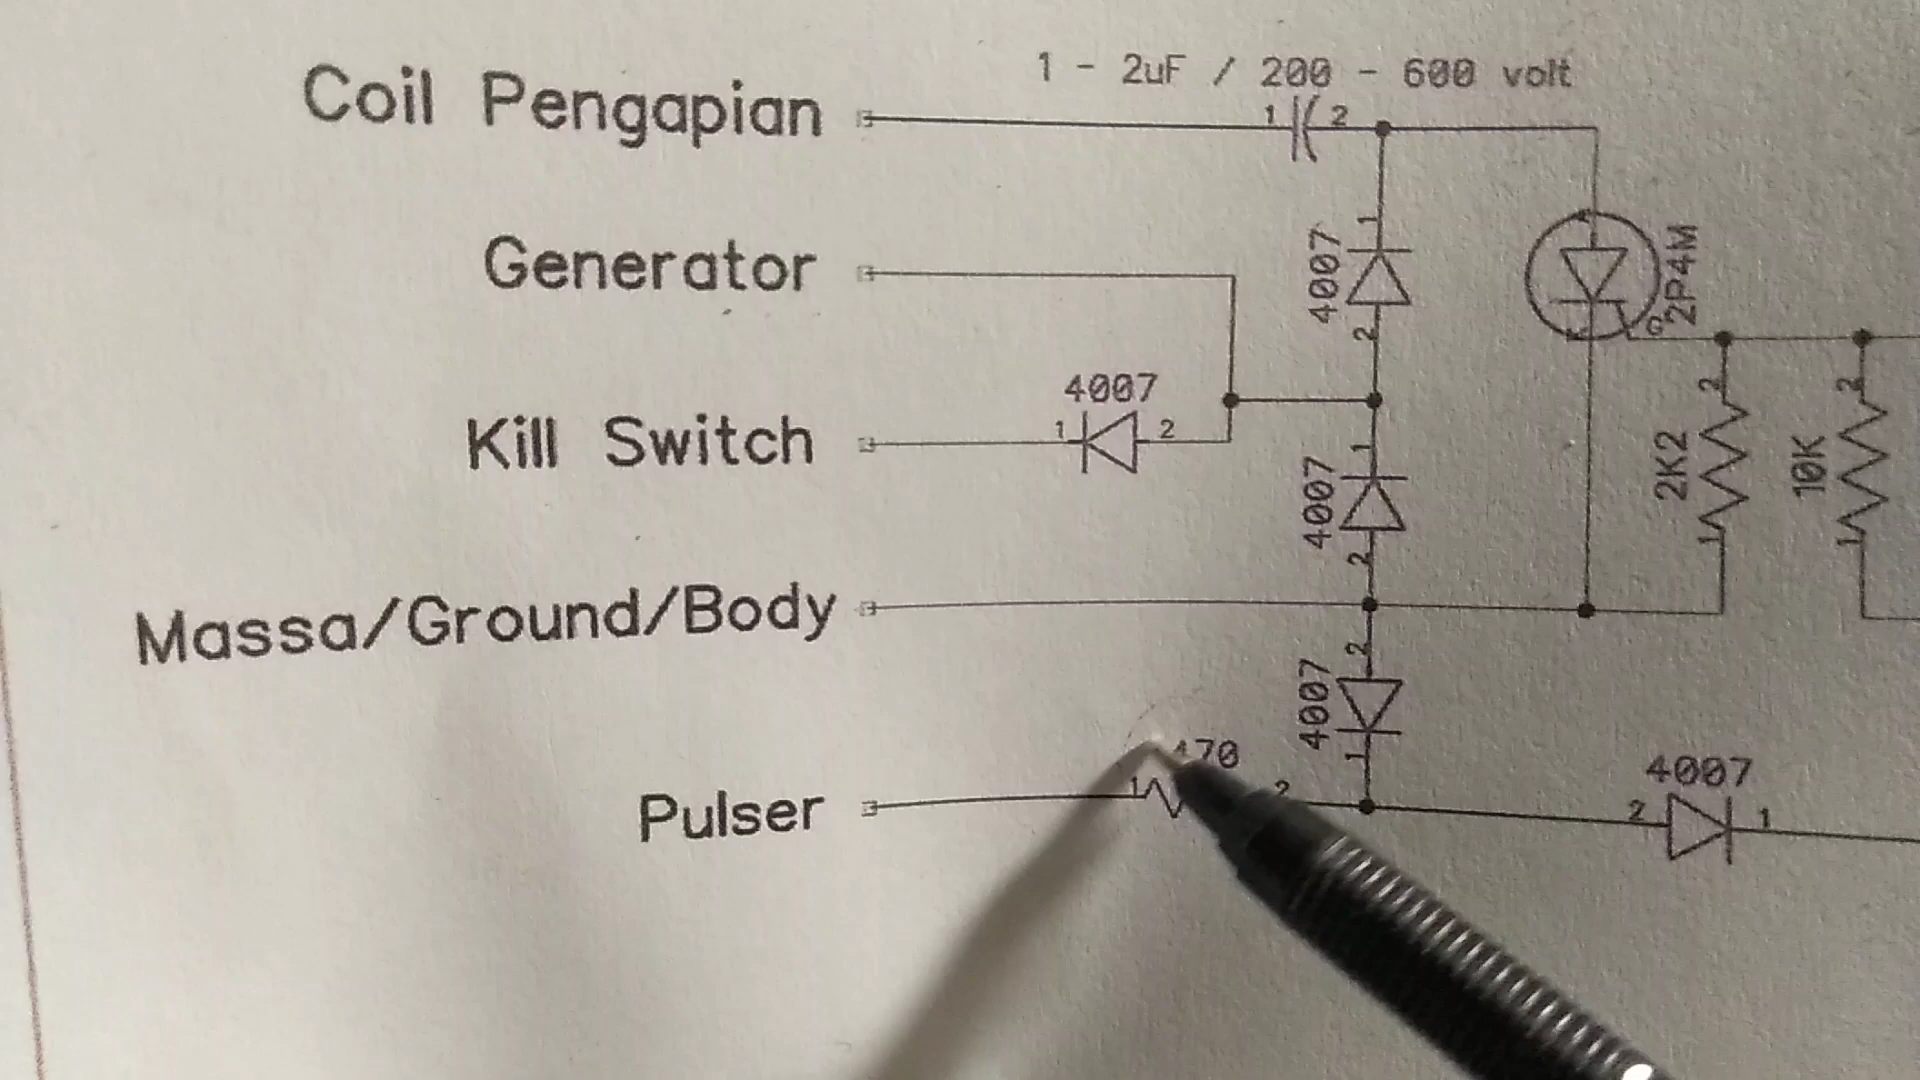 1 - 2uF / 200 - 600 volt
Coil Pengapian
1 2
Generator
4007
1
2
A
K
G
2P4M
Kill Switch
4007
1 2
4007
1
2
2K2
2
1
10K
2
1
Massa/Ground/Body
4007
2
1
470
Pulser
1 2
4007
2 1